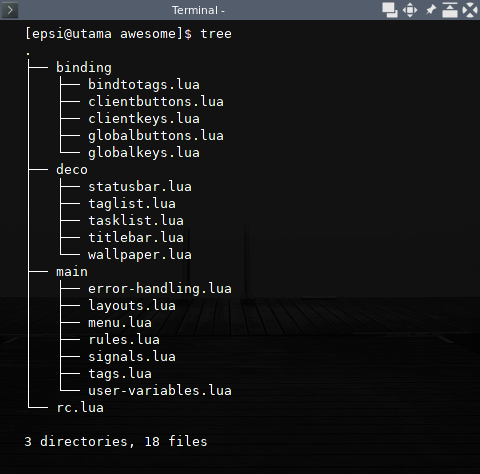 Terminal -
[epsi@utama awesome]$ tree
.
├── binding
│   ├── bindtotags.lua
│   ├── clientbuttons.lua
│   ├── clientkeys.lua
│   ├── globalbuttons.lua
│   └── globalkeys.lua
├── deco
│   ├── statusbar.lua
│   ├── taglist.lua
│   ├── tasklist.lua
│   ├── titlebar.lua
│   └── wallpaper.lua
├── main
│   ├── error-handling.lua
│   ├── layouts.lua
│   ├── menu.lua
│   ├── rules.lua
│   ├── signals.lua
│   ├── tags.lua
│   └── user-variables.lua
└── rc.lua
3 directories, 18 files